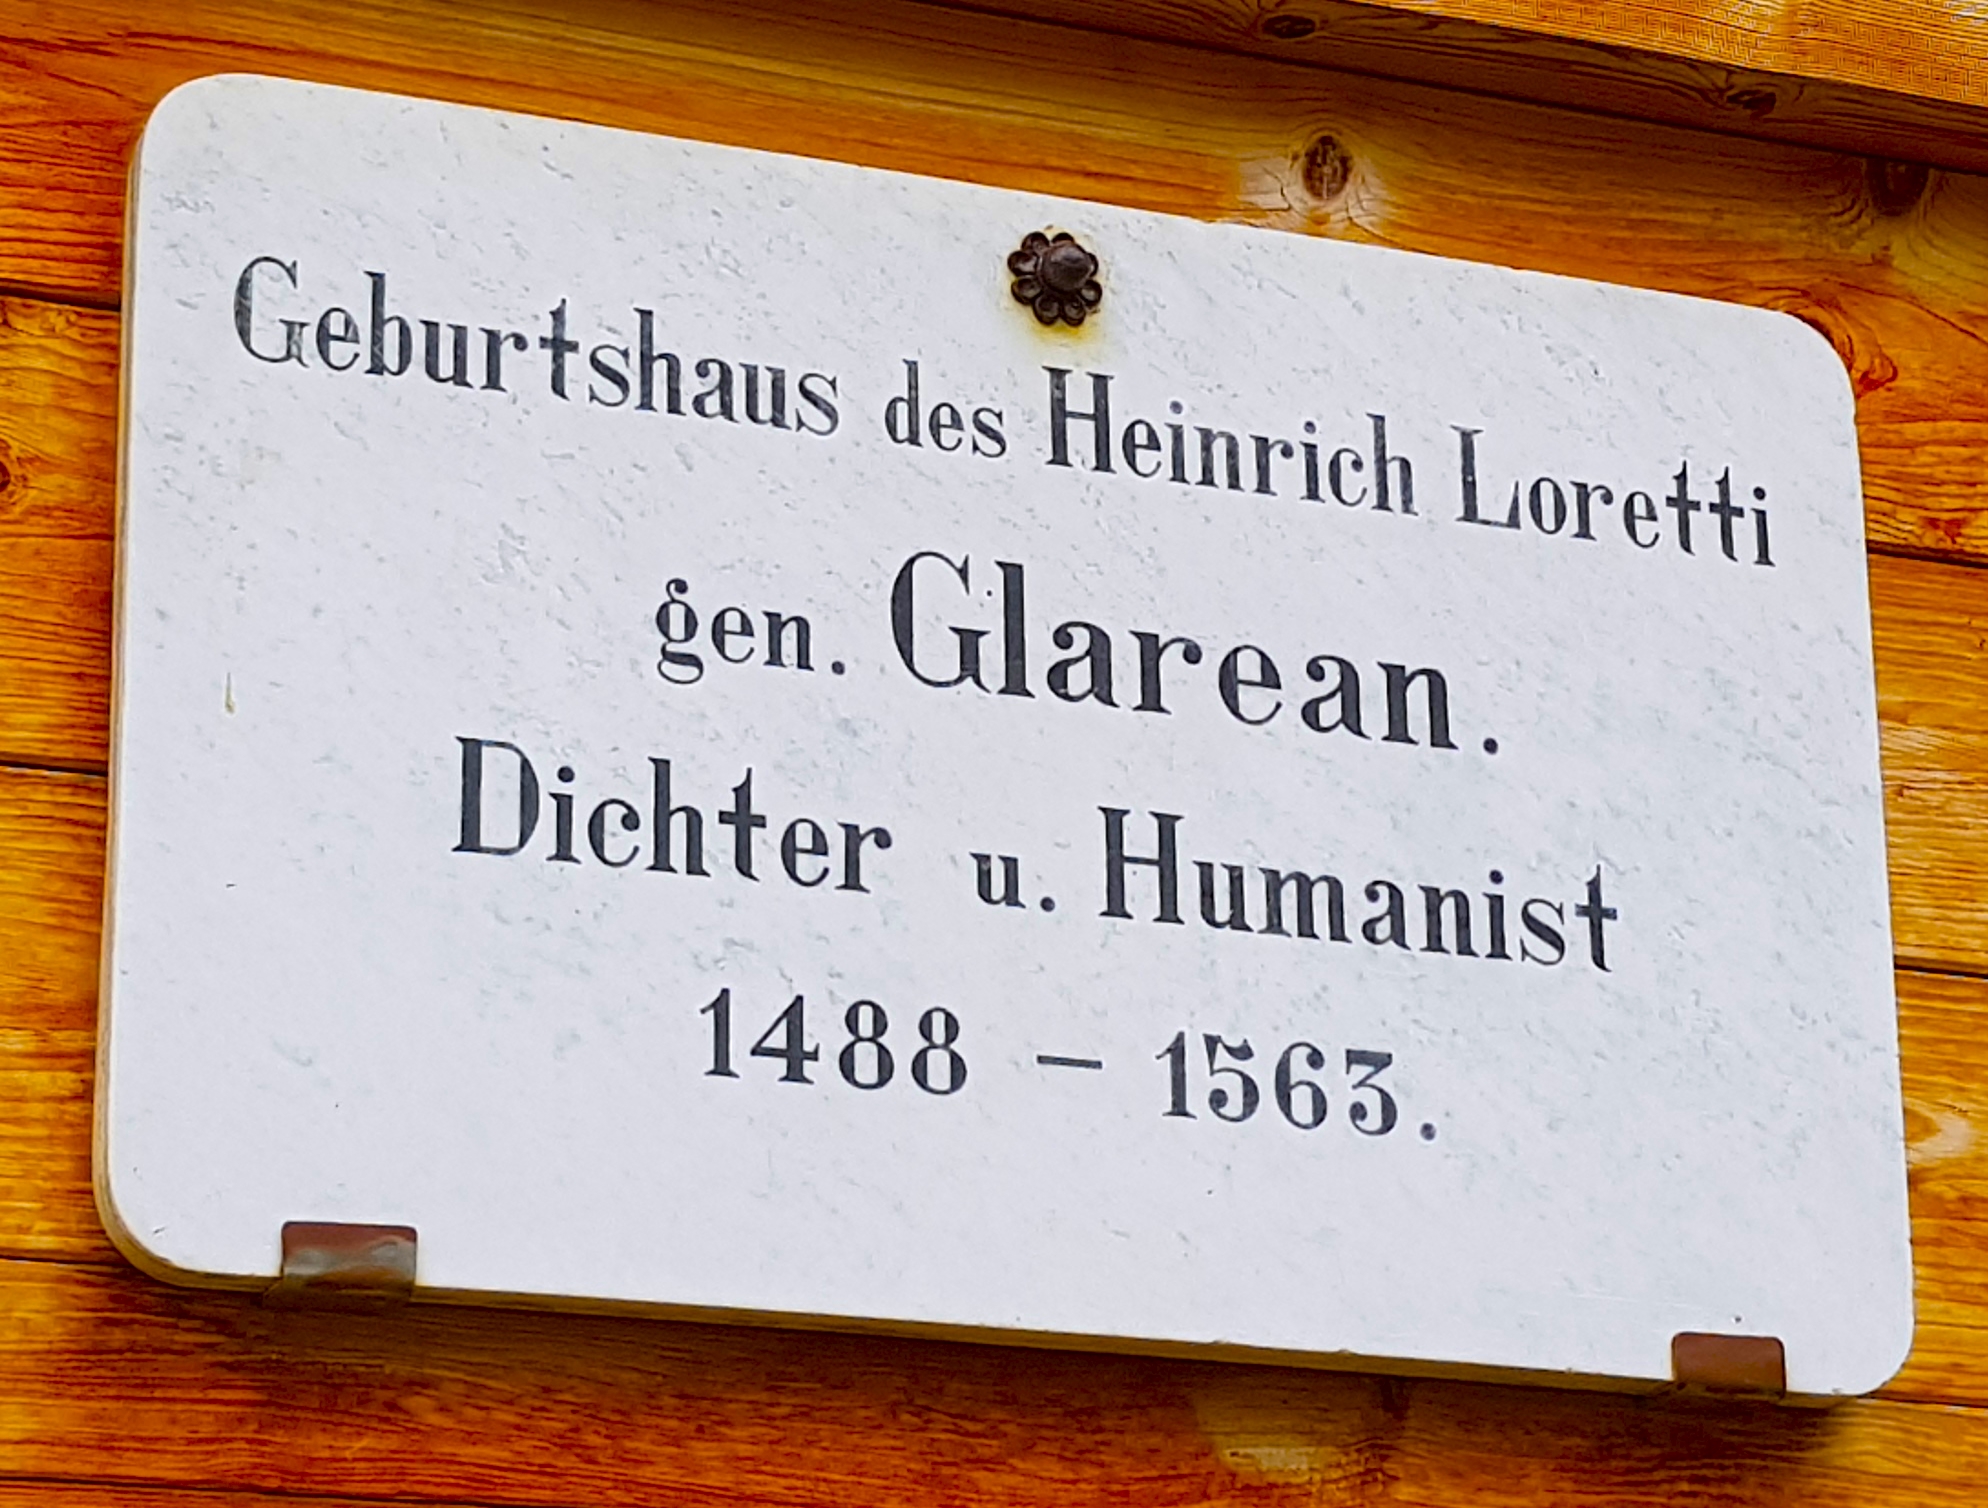 Geburtshaus des Heinrich Loretti
gen. Glarean.
Dichter u. Humanist
1488 – 1563.